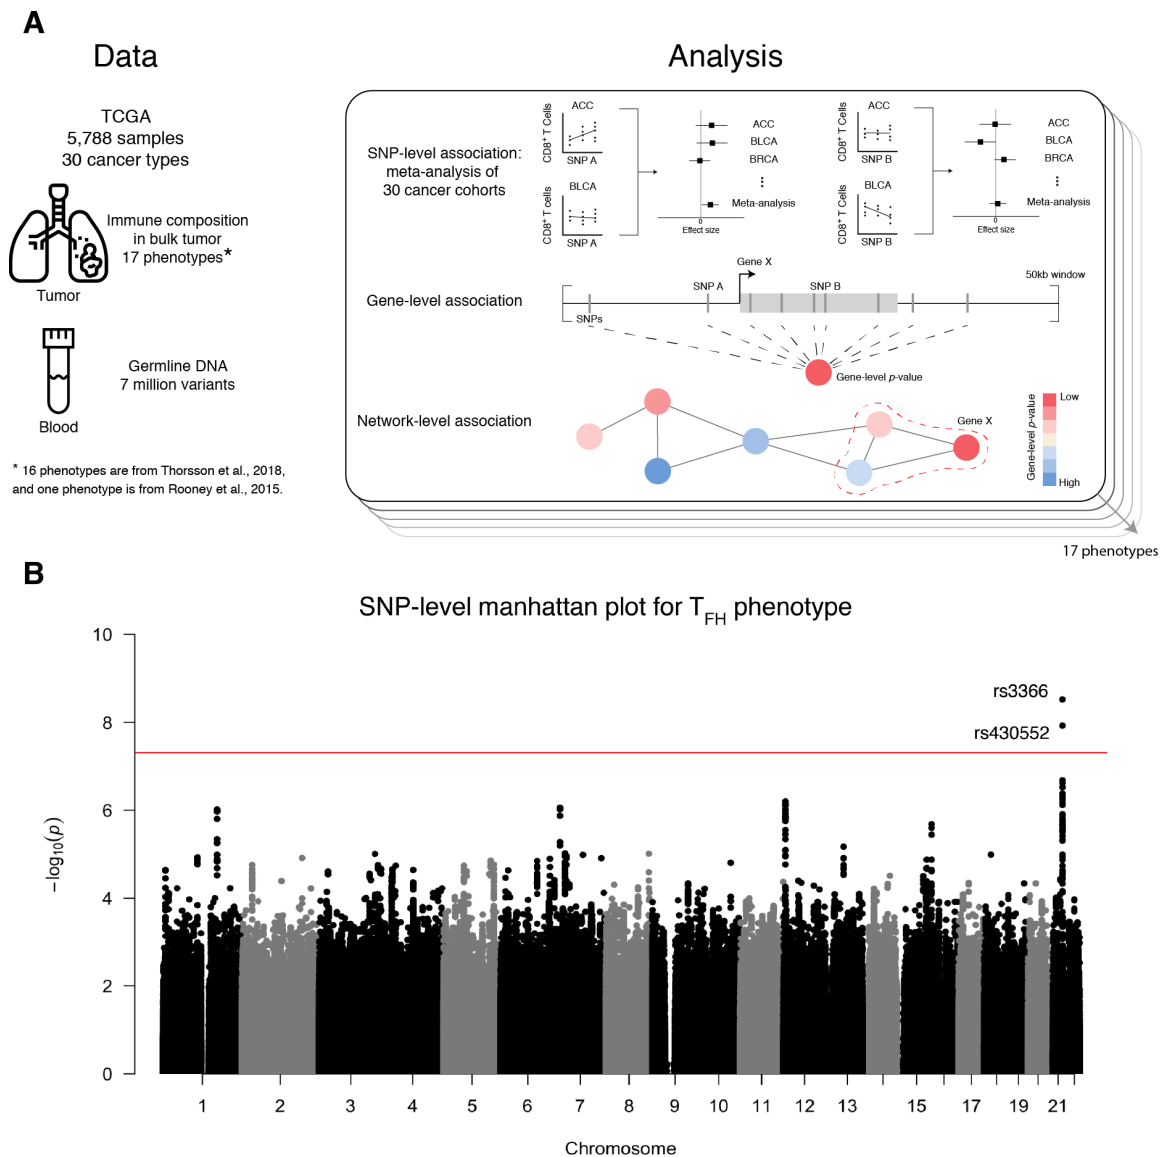 A
Data
Analysis
TCGA
5,788 samples
30 cancer types
Immune composition
in bulk tumor
17 phenotypes*
Tumor
Germline DNA
7 million variants
Blood
* 16 phenotypes are from Thorsson et al., 2018,
and one phenotype is from Rooney et al., 2015.
SNP-level association:
meta-analysis of
30 cancer cohorts
ACC
CD8+ T Cells
SNP A
BLCA
CD8+ T Cells
SNP A
ACC
BLCA
BRCA
Meta-analysis
0
Effect size
ACC
CD8+ T Cells
SNP B
BLCA
CD8+ T Cells
SNP B
ACC
BLCA
BRCA
Meta-analysis
0
Effect size
Gene-level association
Gene X
50kb window
SNP A
SNP B
SNPs
Gene-level p-value
Network-level association
Gene X
Gene-level p-value
Low
High
17 phenotypes
B
SNP-level manhattan plot for TFH phenotype
10
8
6
4
2
0
−log10(p)
rs3366
rs430552
1 2 3 4 5 6 7 8 9 10 11 12 13 15 17 19 21
Chromosome